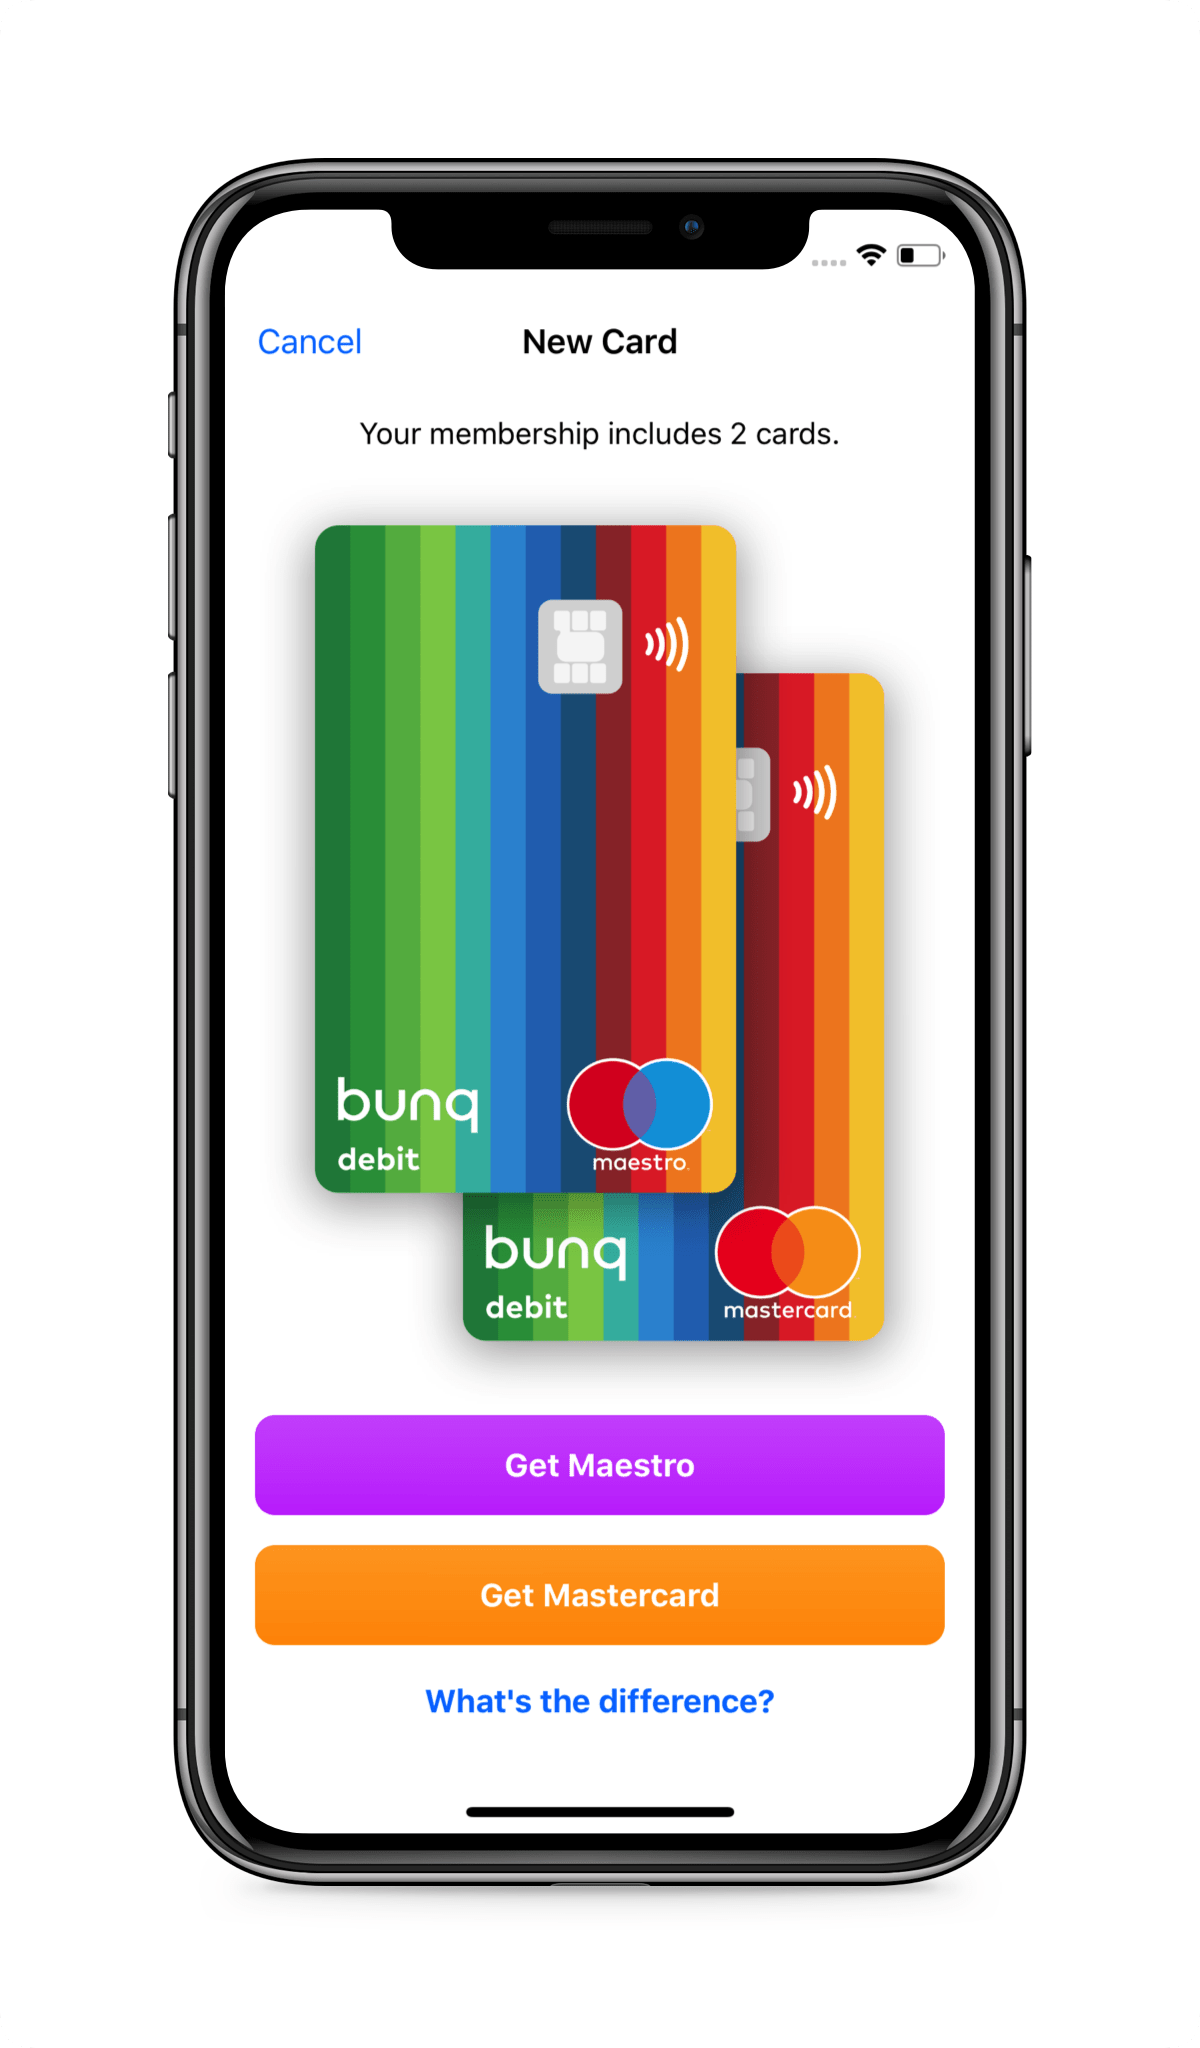 Cancel
New Card
Your membership includes 2 cards.
bunq
debit
maestro
bunq
debit
mastercard
Get Maestro
Get Mastercard
What's the difference?